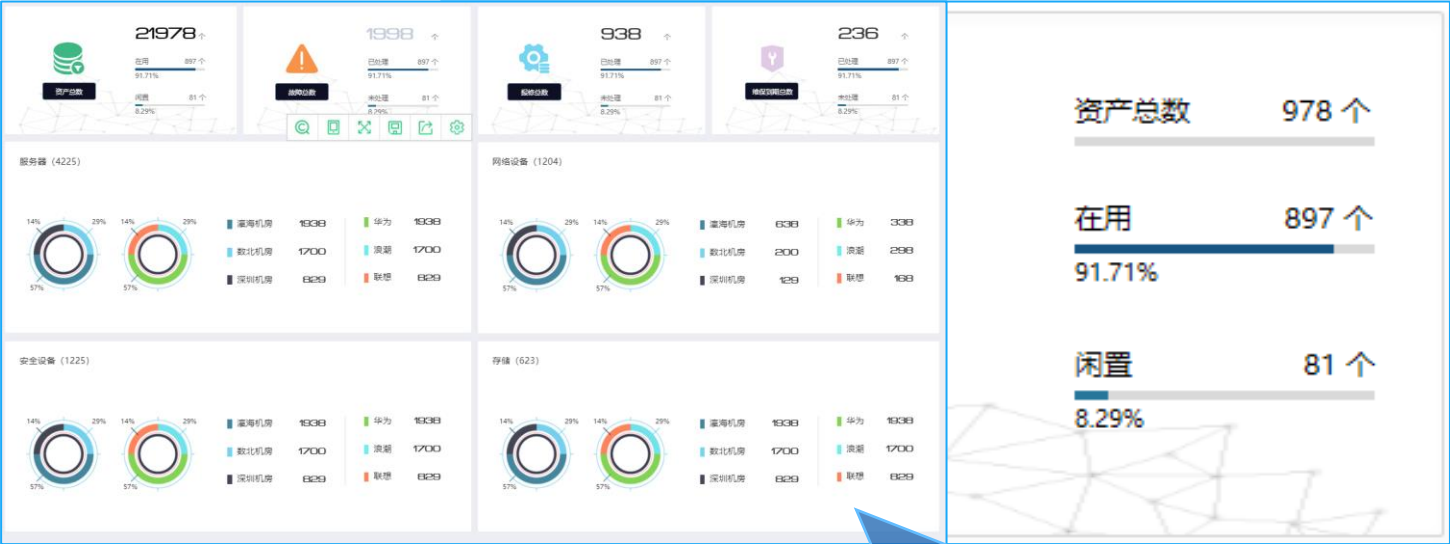 21978 个
在用 897 个
91.71%
闲置 81 个
8.29%
资产总数
1998 个
已处理 897 个
91.71%
未处理 81 个
8.29%
故障总数
938 个
已处理 897 个
91.71%
未处理 81 个
8.29%
报修总数
236 个
已处理 897 个
91.71%
未处理 81 个
8.29%
维保到期总数
服务器（4225）
14% 29% 14% 29%
57% 57%
瀛海机房 1938 华为 1938
数北机房 1700 浪潮 1700
深圳机房 829 联想 829
网络设备（1204）
14% 29% 14% 29%
57% 57%
瀛海机房 638 华为 338
数北机房 200 浪潮 298
深圳机房 129 联想 168
安全设备（1225）
14% 29% 14% 29%
57% 57%
瀛海机房 1938 华为 1938
数北机房 1700 浪潮 1700
深圳机房 829 联想 829
存储（623）
14% 29% 14% 29%
57% 57%
瀛海机房 1938 华为 1938
数北机房 1700 浪潮 1700
深圳机房 829 联想 829
资产总数 978 个
在用 897 个
91.71%
闲置 81 个
8.29%